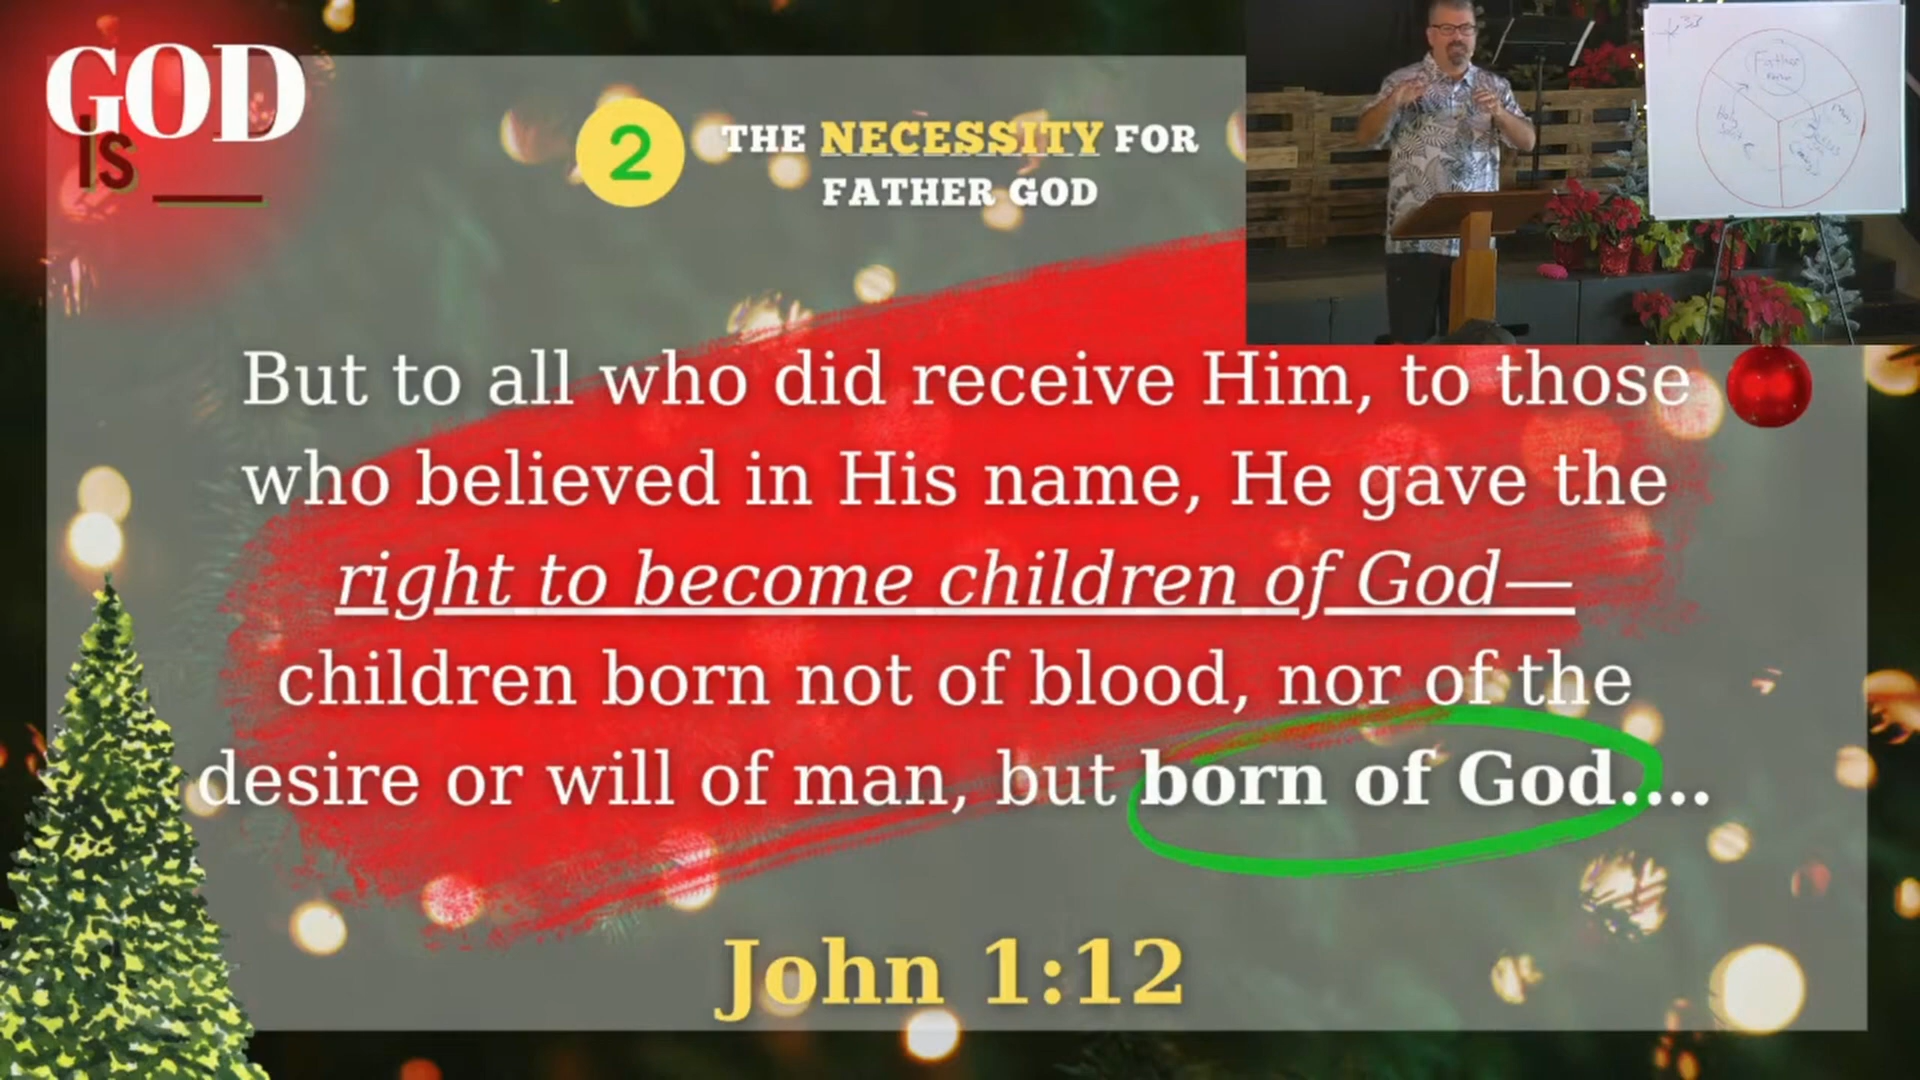 GOD
Is ___
2
THE NECESSITY FOR
FATHER GOD
But to all who did receive Him, to those
who believed in His name, He gave the
right to become children of God—
children born not of blood, nor of the
desire or will of man, but born of God....
John 1:12
Father